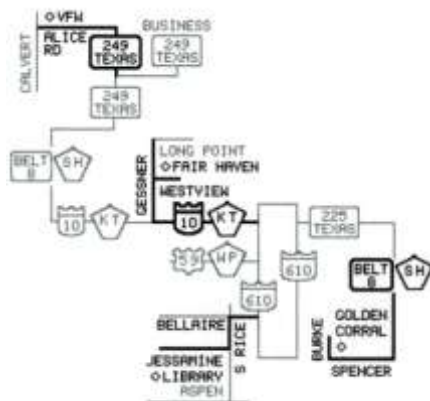 ◇VFW
CALVERT
ALICE
RD
BUSINESS
249
TEXAS
249
TEXAS
249
TEXAS
BELT
8
SH
GESSNER
LONG POINT
◇FAIR HAVEN
WESTVIEW
10
KT
10
KT
225
TEXAS
59
WP
610
610
BELT
8
SH
BELLAIRE
S RICE
JESSAMINE
◇LIBRARY
ASPEN
BURKE
GOLDEN
CORRAL
◇
SPENCER